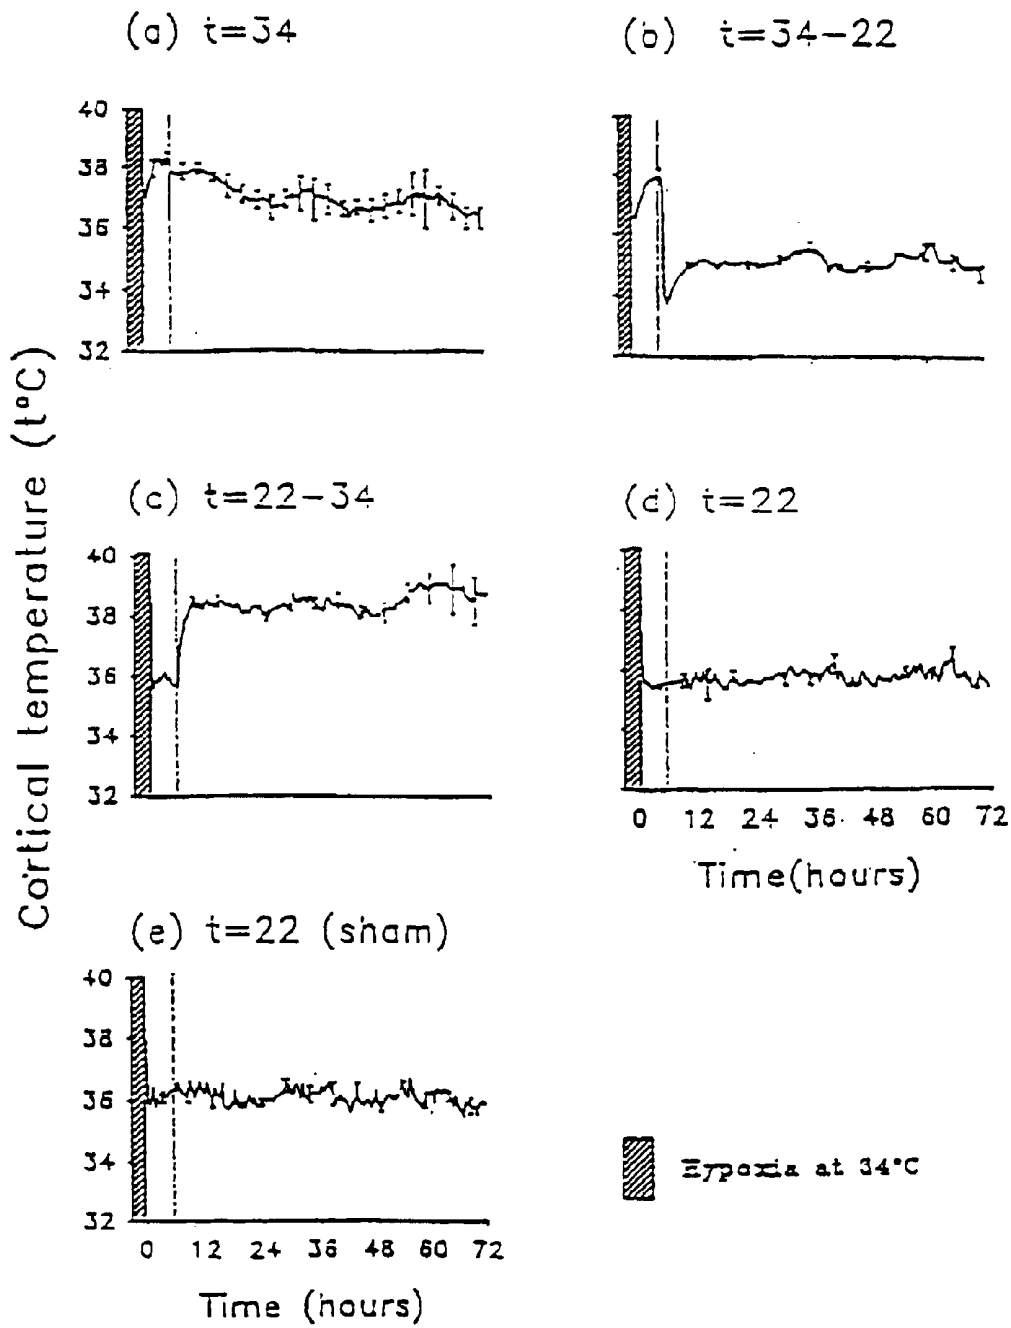 (a) t=34
(b) t=34-22
40
38
36
34
32
(c) t=22-34
(d) t=22
40
38
36
34
32
0 12 24 36 48 60 72
Time(hours)
(e) t=22 (sham)
40
38
36
34
32
0 12 24 36 48 60 72
Time (hours)
Cortical temperature (t°C)
Hypoxia at 34°C